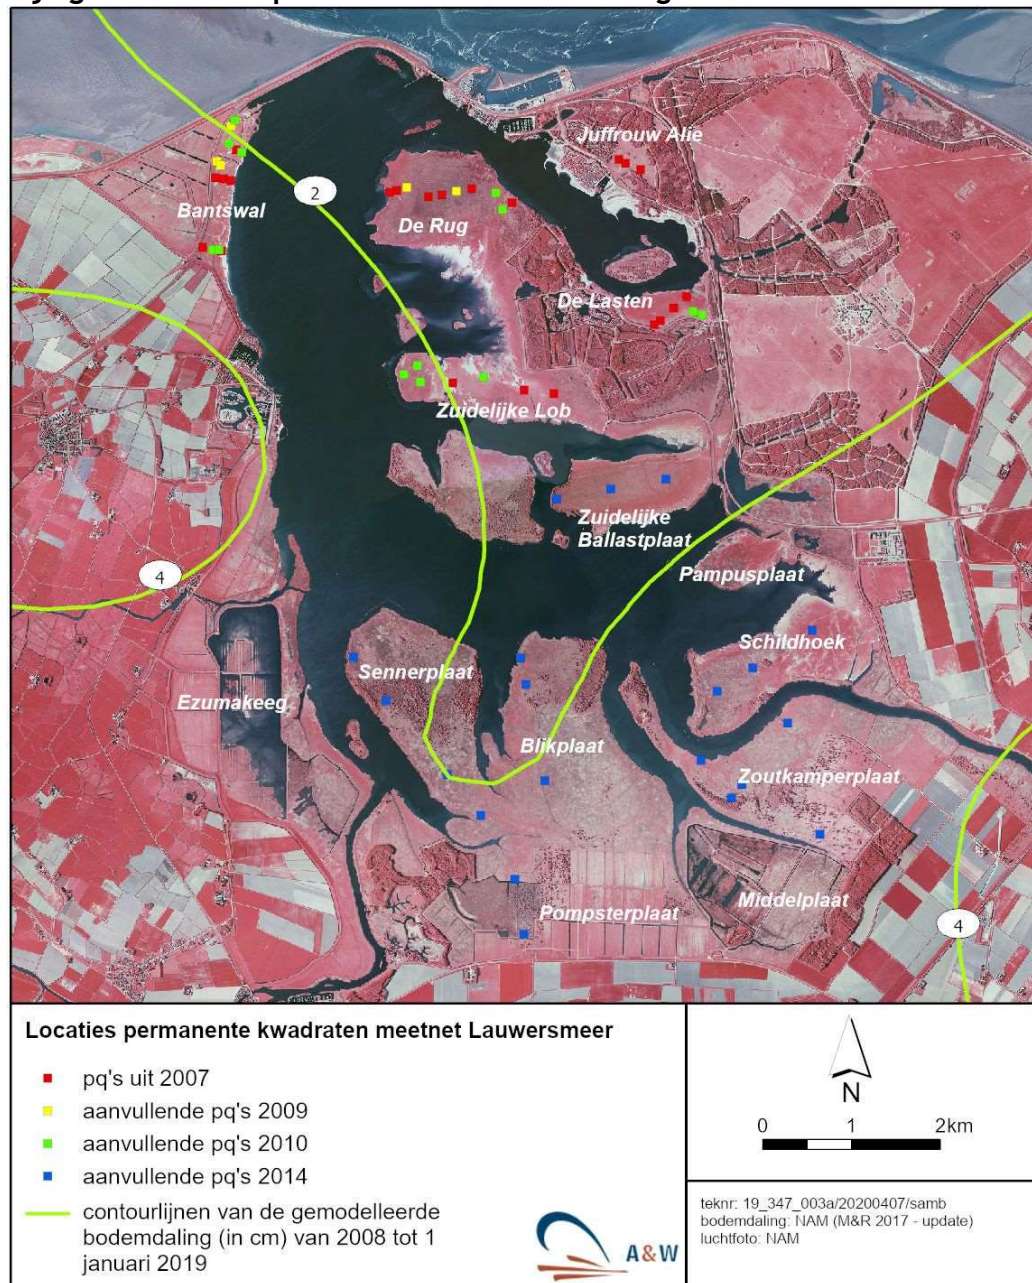 Juffrouw Alie
2
Bantswal
De Rug
De Lasten
Zuidelijke Lob
Zuidelijke
Ballastplaat
4
Pampusplaat
Schildhoek
Sennerplaat
Ezumakeeg
Blikplaat
Zoutkamperplaat
Middelplaat
Pompsterplaat
4
Locaties permanente kwadraten meetnet Lauwersmeer
pq's uit 2007
aanvullende pq's 2009
aanvullende pq's 2010
aanvullende pq's 2014
contourlijnen van de gemodelleerde
bodemdaling (in cm) van 2008 tot 1
januari 2019
A&W
N
0 1 2km
teknr: 19_347_003a/20200407/samb
bodemdaling: NAM (M&R 2017 - update)
luchtfoto: NAM